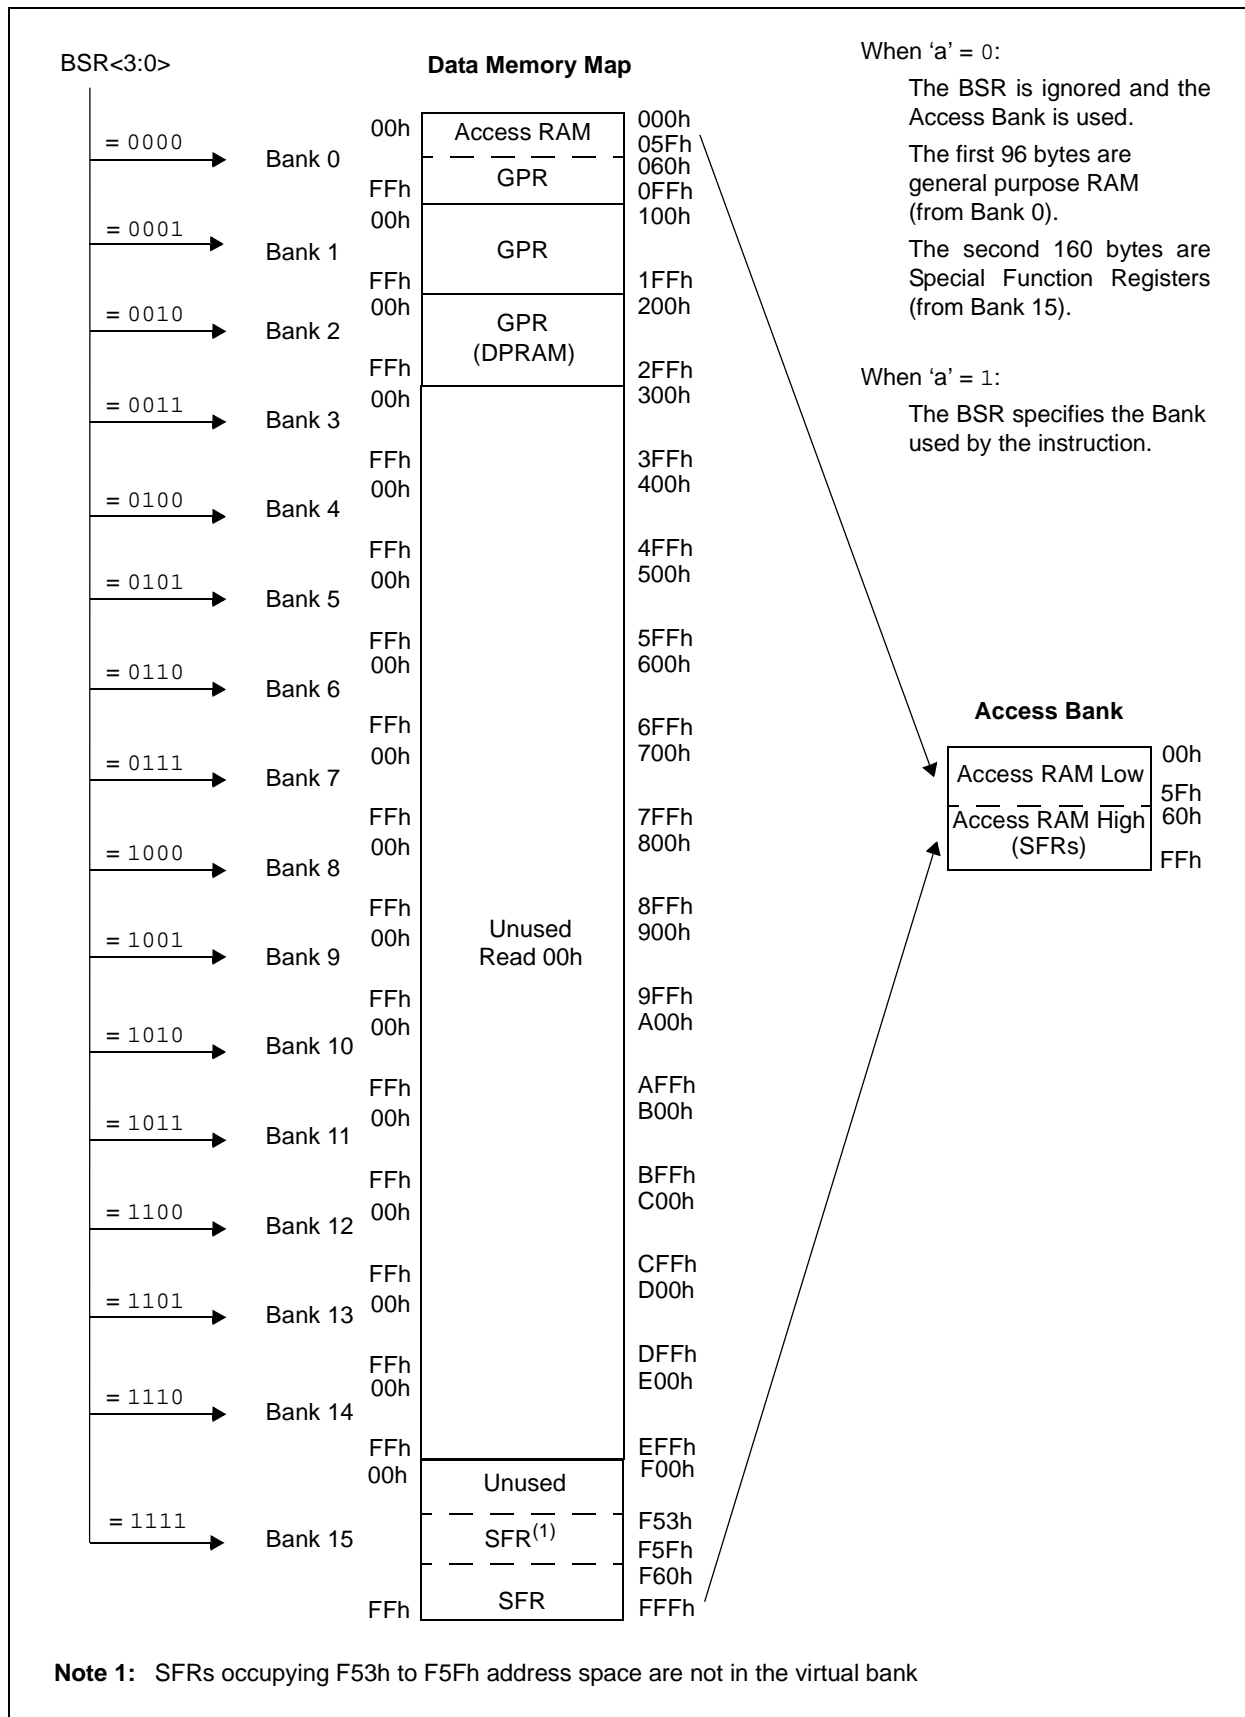 BSR<3:0>
Data Memory Map
When ‘a’ = 0:
The BSR is ignored and the
Access Bank is used.
The first 96 bytes are
general purpose RAM
(from Bank 0).
The second 160 bytes are
Special Function Registers
(from Bank 15).
When ‘a’ = 1:
The BSR specifies the Bank
used by the instruction.
= 0000
Bank 0
00h
Access RAM
000h
05Fh
060h
GPR
FFh
0FFh
= 0001
Bank 1
00h
100h
GPR
FFh
1FFh
= 0010
Bank 2
00h
200h
GPR
(DPRAM)
FFh
2FFh
= 0011
Bank 3
00h
300h
FFh
3FFh
= 0100
Bank 4
00h
400h
FFh
4FFh
= 0101
Bank 5
00h
500h
FFh
5FFh
= 0110
Bank 6
00h
600h
FFh
6FFh
= 0111
Bank 7
00h
700h
FFh
7FFh
= 1000
Bank 8
00h
800h
FFh
8FFh
Unused
Read 00h
= 1001
Bank 9
00h
900h
FFh
9FFh
= 1010
Bank 10
00h
A00h
FFh
AFFh
= 1011
Bank 11
00h
B00h
FFh
BFFh
= 1100
Bank 12
00h
C00h
FFh
CFFh
= 1101
Bank 13
00h
D00h
FFh
DFFh
= 1110
Bank 14
00h
E00h
FFh
EFFh
= 1111
Bank 15
00h
F00h
Unused
F53h
SFR(1)
F5Fh
F60h
SFR
FFh
FFFh
Access Bank
Access RAM Low
00h
5Fh
Access RAM High
(SFRs)
60h
FFh
Note 1: SFRs occupying F53h to F5Fh address space are not in the virtual bank